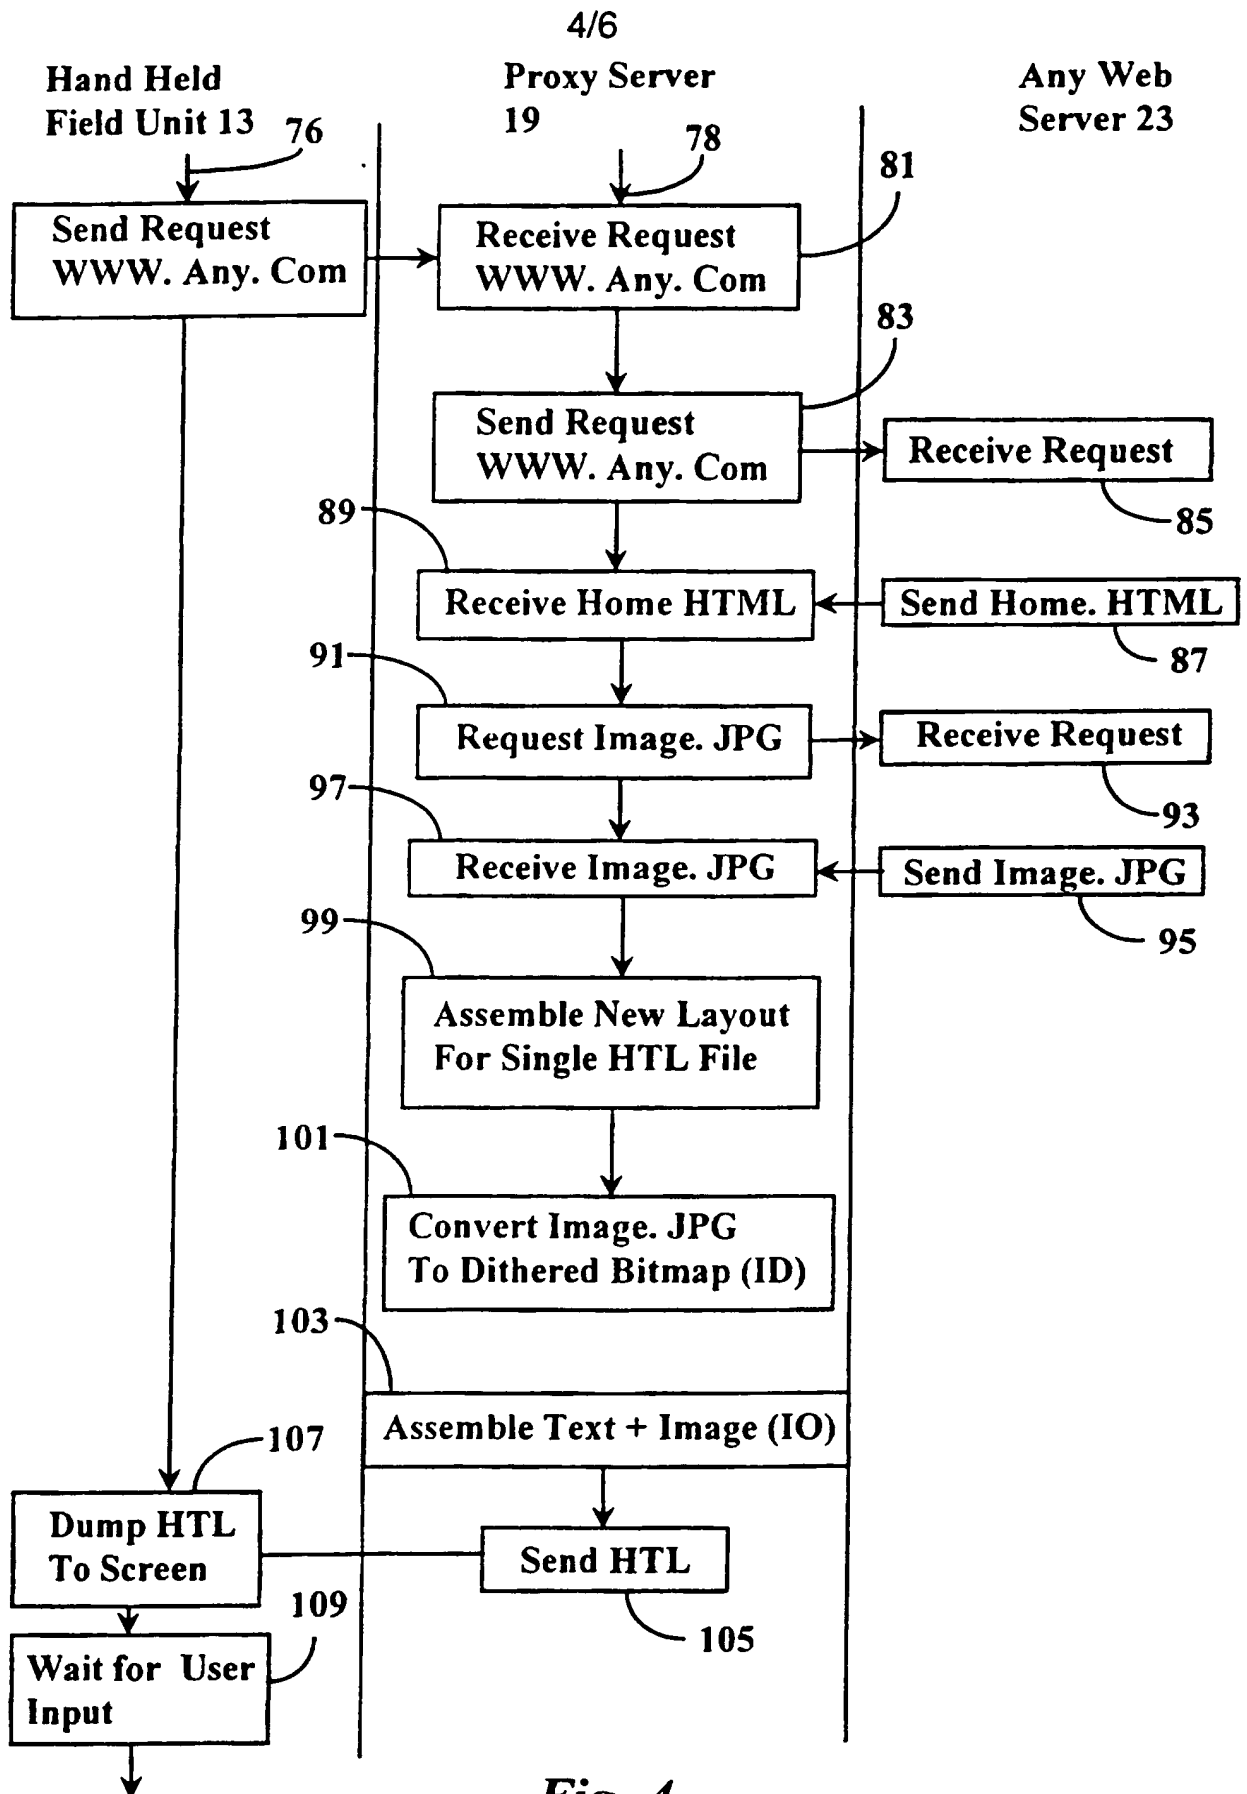 4/6
Hand Held
Field Unit 13
Proxy Server
19
Any Web
Server 23
76
78
81
Send Request
WWW. Any. Com
Receive Request
WWW. Any. Com
83
Send Request
WWW. Any. Com
Receive Request
85
89
Receive Home HTML
Send Home. HTML
87
91
Request Image. JPG
Receive Request
93
97
Receive Image. JPG
Send Image. JPG
95
99
Assemble New Layout
For Single HTL File
101
Convert Image. JPG
To Dithered Bitmap (ID)
103
Assemble Text + Image (IO)
107
Dump HTL
To Screen
Send HTL
105
109
Wait for User
Input
Fig. 4